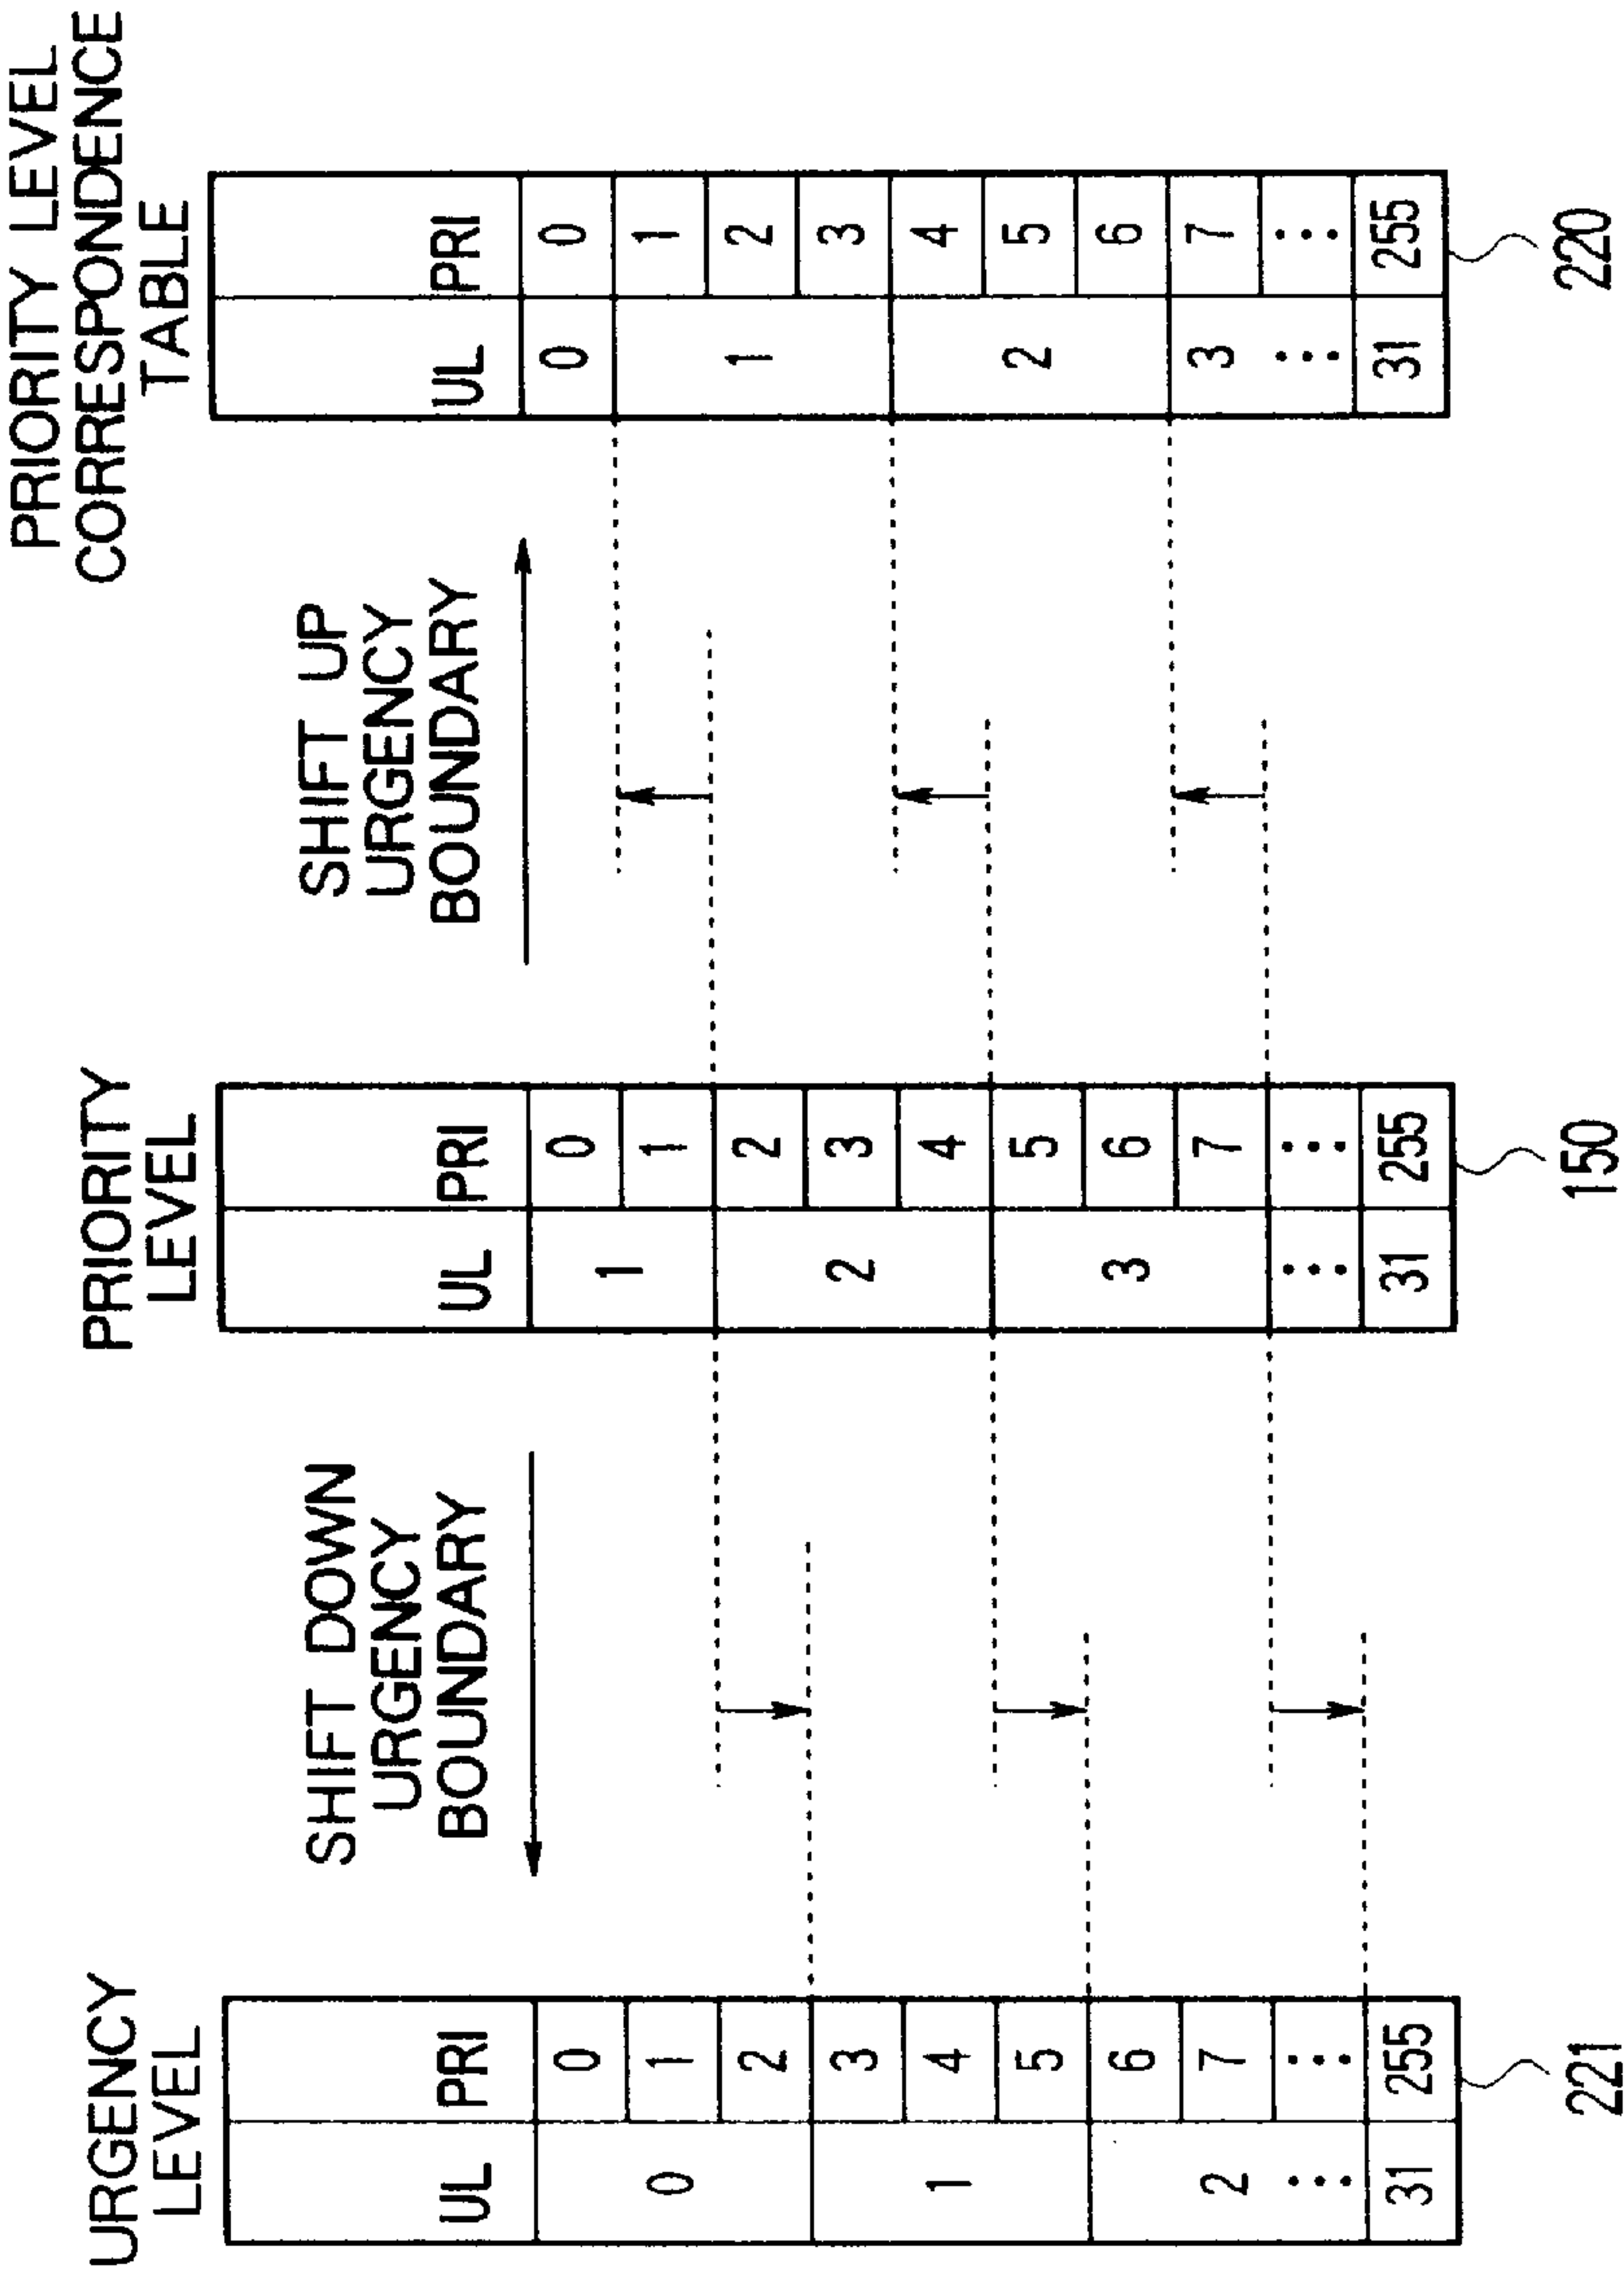 URGENCY
LEVEL
UL PRI
0 0
1
2
1 3
4
5
2 6
7
⋮ ⋮
31 255
221
SHIFT DOWN
URGENCY
BOUNDARY
PRIORITY
LEVEL
UL PRI
1 0
1
2 2
3
4
3 5
6
7
⋮ ⋮
31 255
150
SHIFT UP
URGENCY
BOUNDARY
PRIORITY LEVEL
CORRESPONDENCE
TABLE
UL PRI
0 0
1 1
2
3
2 4
5
6
3 7
⋮ ⋮
31 255
220